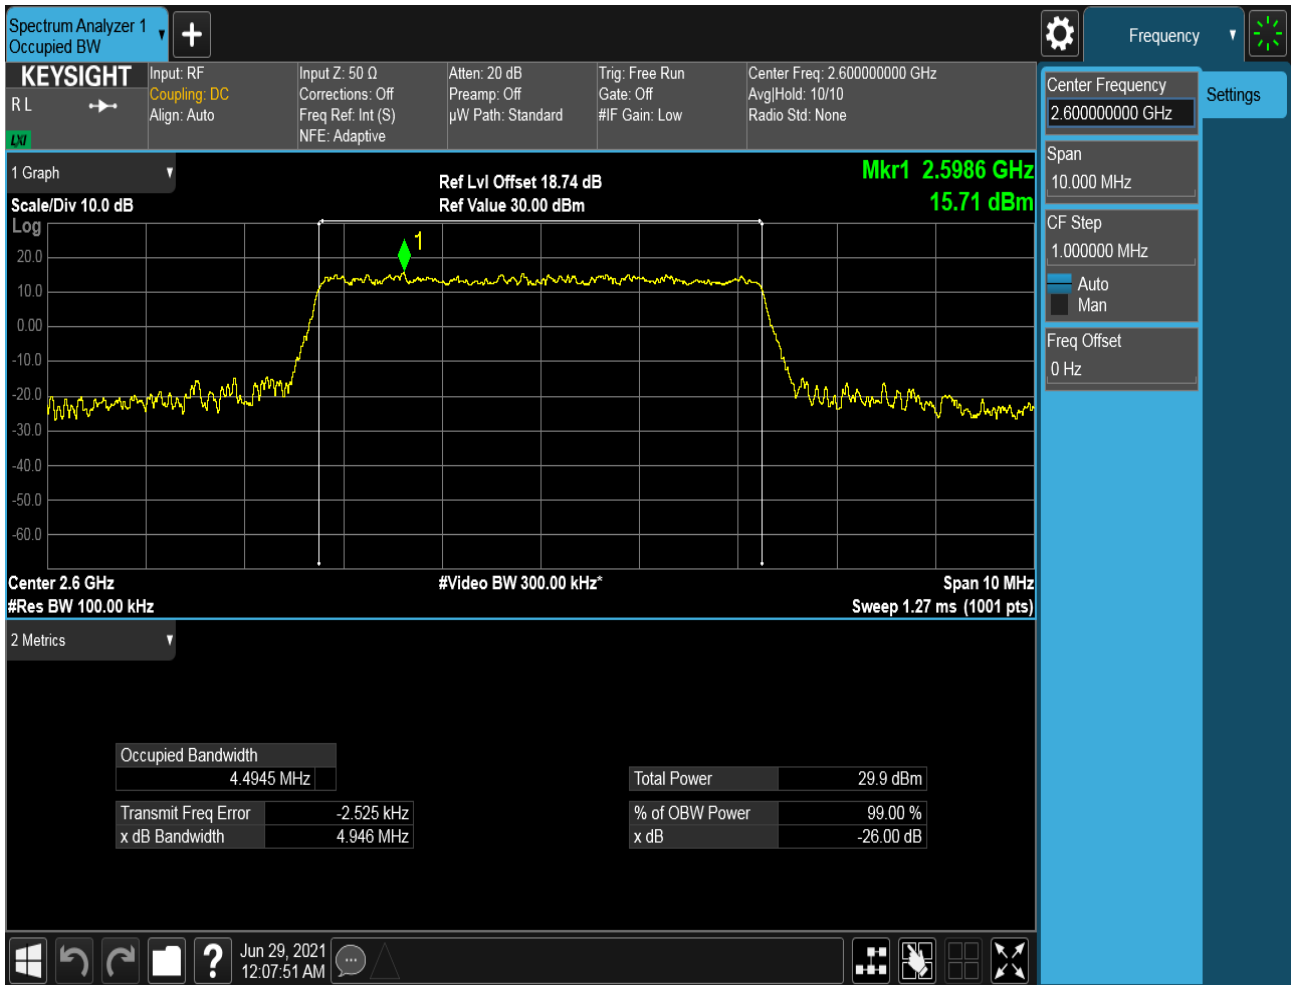 Spectrum Analyzer 1
Occupied BW
+
Frequency
KEYSIGHT
R L
LXI
Input: RF
Coupling: DC
Align: Auto
Input Z: 50 Ω
Corrections: Off
Freq Ref: Int (S)
NFE: Adaptive
Atten: 20 dB
Preamp: Off
µW Path: Standard
Trig: Free Run
Gate: Off
#IF Gain: Low
Center Freq: 2.600000000 GHz
Avg|Hold: 10/10
Radio Std: None
Center Frequency
2.600000000 GHz
Settings
Span
10.000 MHz
CF Step
1.000000 MHz
Auto
Man
Freq Offset
0 Hz
1 Graph
Ref Lvl Offset 18.74 dB
Mkr1 2.5986 GHz
Scale/Div 10.0 dB
Ref Value 30.00 dBm
15.71 dBm
Log
1
20.0
10.0
0.00
-10.0
-20.0
-30.0
-40.0
-50.0
-60.0
Center 2.6 GHz
#Video BW 300.00 kHz*
Span 10 MHz
#Res BW 100.00 kHz
Sweep 1.27 ms (1001 pts)
2 Metrics
Occupied Bandwidth
4.4945 MHz
Total Power 29.9 dBm
Transmit Freq Error -2.525 kHz
% of OBW Power 99.00 %
x dB Bandwidth 4.946 MHz
x dB -26.00 dB
?
Jun 29, 2021
12:07:51 AM